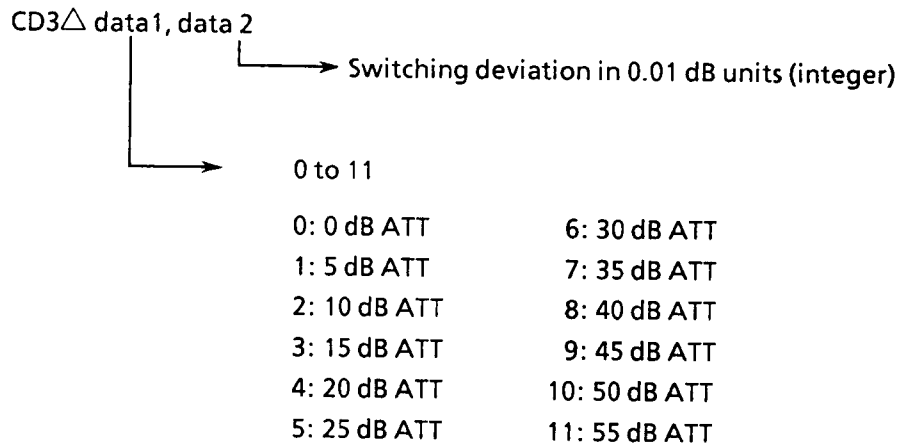 CD3△ data1, data 2
Switching deviation in 0.01 dB units (integer)
0 to 11
0: 0 dB ATT
1: 5 dB ATT
2: 10 dB ATT
3: 15 dB ATT
4: 20 dB ATT
5: 25 dB ATT
6: 30 dB ATT
7: 35 dB ATT
8: 40 dB ATT
9: 45 dB ATT
10: 50 dB ATT
11: 55 dB ATT